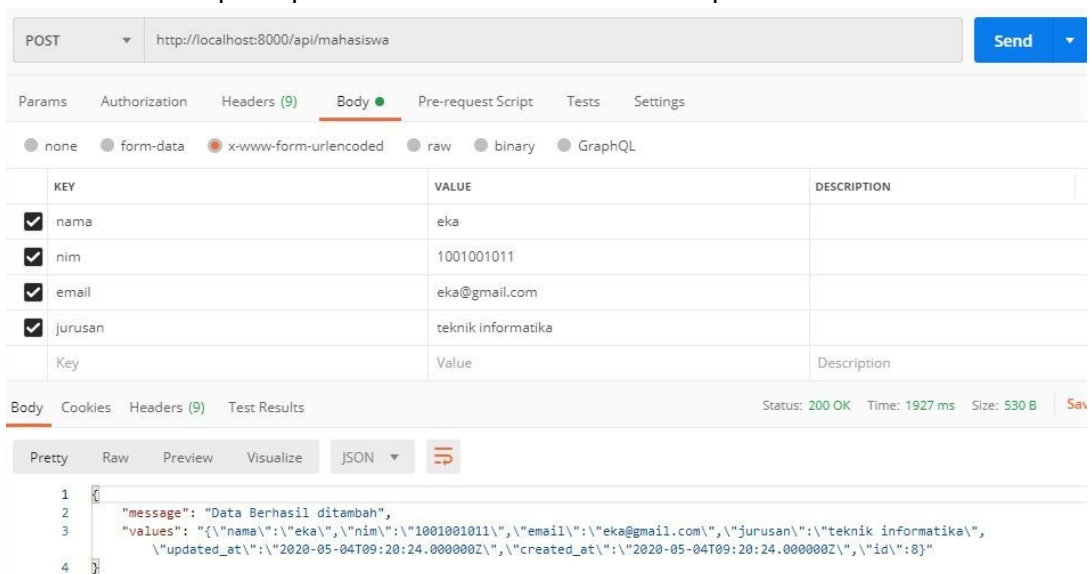 POST http://localhost:8000/api/mahasiswa Send
Params Authorization Headers (9) Body Pre-request Script Tests Settings
none form-data x-www-form-urlencoded raw binary GraphQL
KEY VALUE DESCRIPTION
nama eka
nim 1001001011
email eka@gmail.com
jurusan teknik informatika
Key Value Description
Body Cookies Headers (9) Test Results Status: 200 OK Time: 1927 ms Size: 530 B
Pretty Raw Preview Visualize JSON
1 {
2 "message": "Data Berhasil ditambah",
3 "values": "{\"nama\":\"eka\",\"nim\":\"1001001011\",\"email\":\"eka@gmail.com\",\"jurusan\":\"teknik informatika\",
\"updated_at\":\"2020-05-04T09:20:24.000000Z\",\"created_at\":\"2020-05-04T09:20:24.000000Z\",\"id\":8}"
4 }